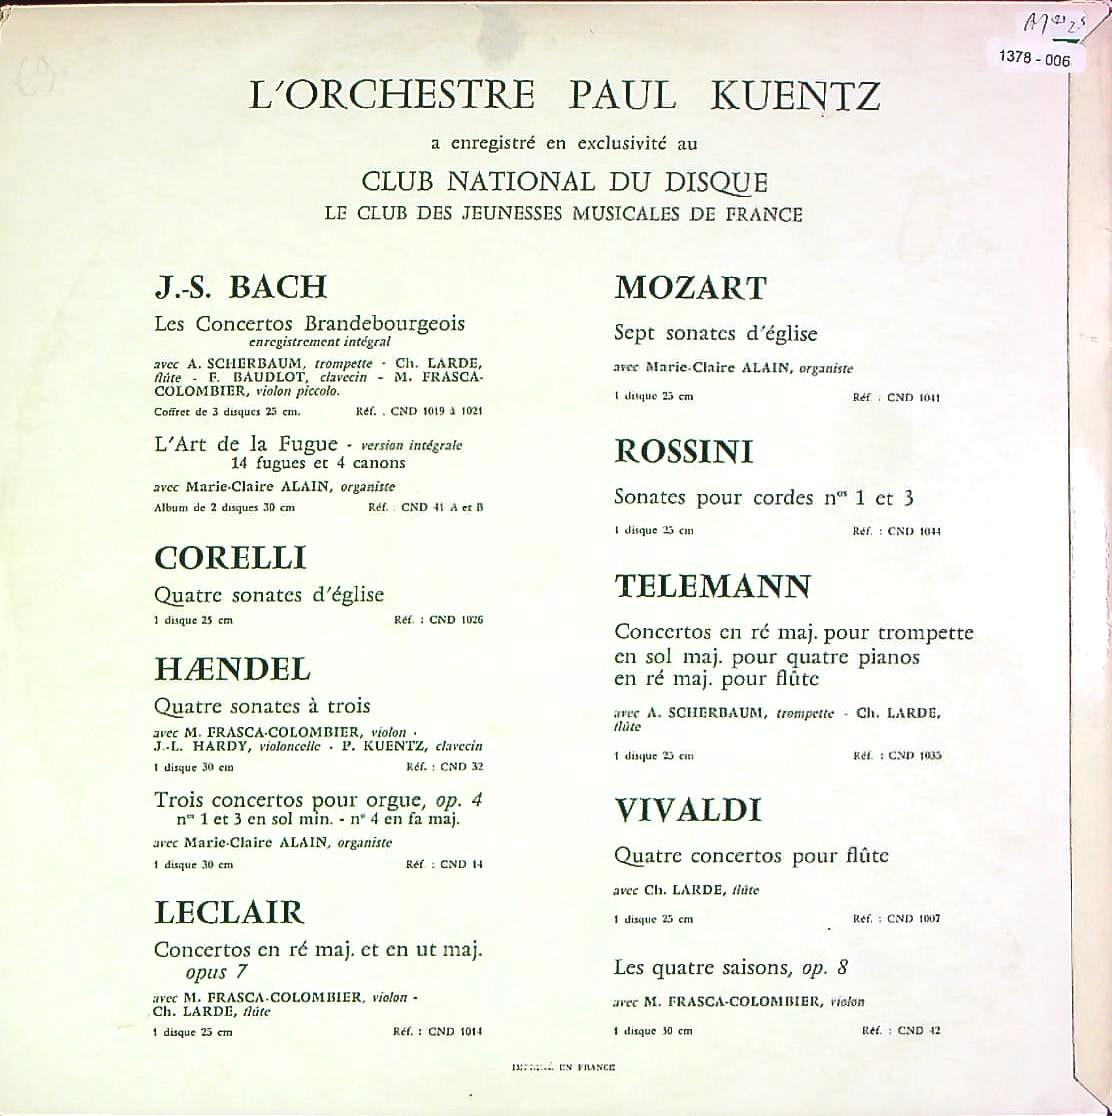 1378 - 006
L'ORCHESTRE PAUL KUENTZ
a enregistré en exclusivité au
CLUB NATIONAL DU DISQUE
LE CLUB DES JEUNESSES MUSICALES DE FRANCE
J.-S. BACH
Les Concertos Brandebourgeois
enregistrement intégral
avec A. SCHERBAUM, trompette - Ch. LARDE,
flûte - F. BAUDLOT, clavecin - M. FRASCA-
COLOMBIER, violon piccolo.
Coffret de 3 disques 25 cm. Réf. . CND 1019 à 1021
L'Art de la Fugue - version intégrale
14 fugues et 4 canons
avec Marie-Claire ALAIN, organiste
Album de 2 disques 30 cm Réf. : CND 41 A et B
CORELLI
Quatre sonates d'église
1 disque 25 cm Réf. : CND 1026
HÆNDEL
Quatre sonates à trois
avec M. FRASCA-COLOMBIER, violon -
J.-L. HARDY, violoncelle - P. KUENTZ, clavecin
1 disque 30 cm Réf. : CND 32
Trois concertos pour orgue, op. 4
nos 1 et 3 en sol min. - n° 4 en fa maj.
avec Marie-Claire ALAIN, organiste
1 disque 30 cm Réf : CND 14
LECLAIR
Concertos en ré maj. et en ut maj.
opus 7
avec M. FRASCA-COLOMBIER, violon -
Ch. LARDE, flûte
1 disque 25 cm Réf. : CND 1014
MOZART
Sept sonates d'église
avec Marie-Claire ALAIN, organiste
1 disque 25 cm Réf : CND 1041
ROSSINI
Sonates pour cordes nos 1 et 3
1 disque 25 cm Réf. : CND 1044
TELEMANN
Concertos en ré maj. pour trompette
en sol maj. pour quatre pianos
en ré maj. pour flûte
avec A. SCHERBAUM, trompette - Ch. LARDE,
flûte
1 disque 25 cm Réf. : CND 1035
VIVALDI
Quatre concertos pour flûte
avec Ch. LARDE, flûte
1 disque 25 cm Réf. : CND 1007
Les quatre saisons, op. 8
avec M. FRASCA-COLOMBIER, violon
1 disque 30 cm Réf. : CND 42
IMPRIMÉ EN FRANCE